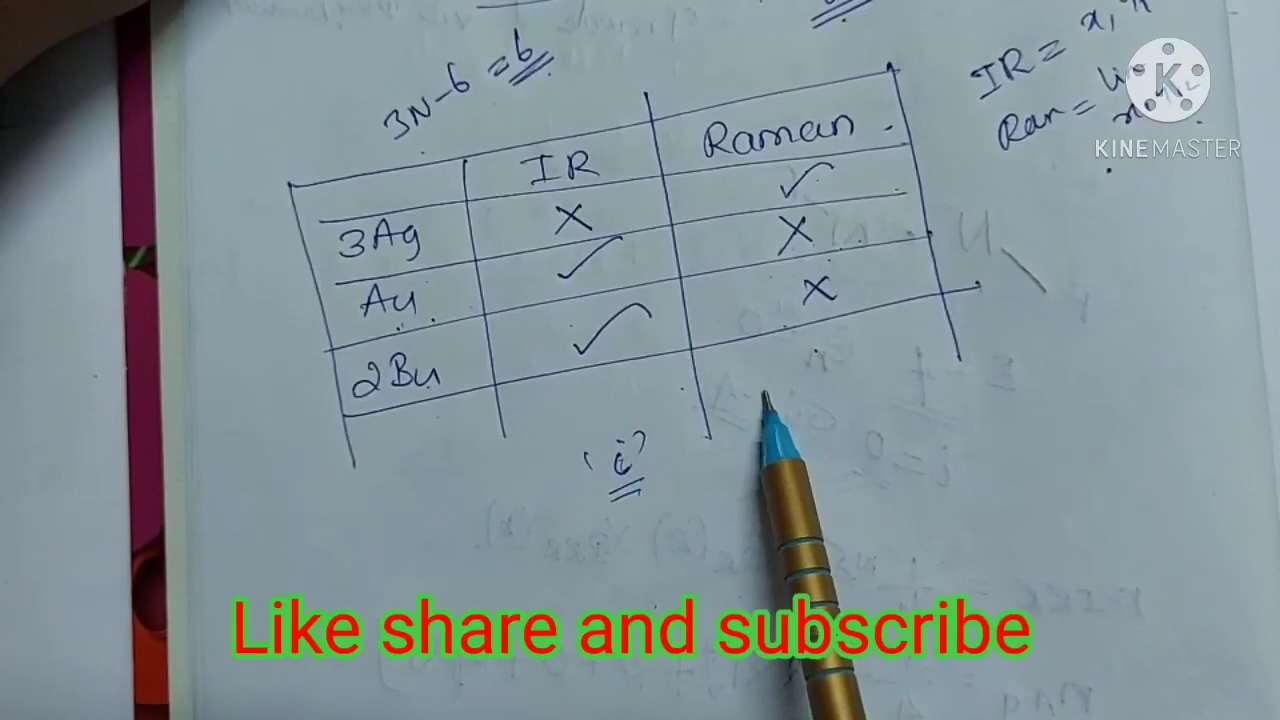 3N-6 = 6
IR =
Ran =
K
KINEMASTER
IR Raman
3Ag X ✓
Au ✓ X
2Bu ✓ X
'i'
Like share and subscribe